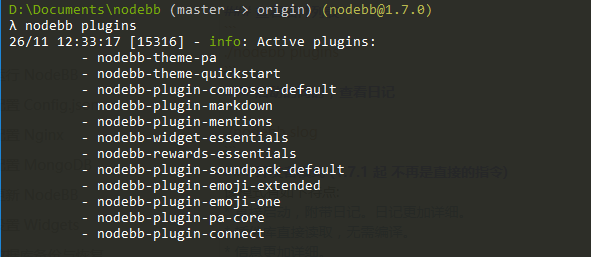 D:\Documents\nodebb (master -> origin) (nodebb@1.7.0)
λ nodebb plugins
26/11 12:33:17 [15316] - info: Active plugins:
- nodebb-theme-pa
- nodebb-theme-quickstart
- nodebb-plugin-composer-default
- nodebb-plugin-markdown
- nodebb-plugin-mentions
- nodebb-widget-essentials
- nodebb-rewards-essentials
- nodebb-plugin-soundpack-default
- nodebb-plugin-emoji-extended
- nodebb-plugin-emoji-one
- nodebb-plugin-pa-core
- nodebb-plugin-connect